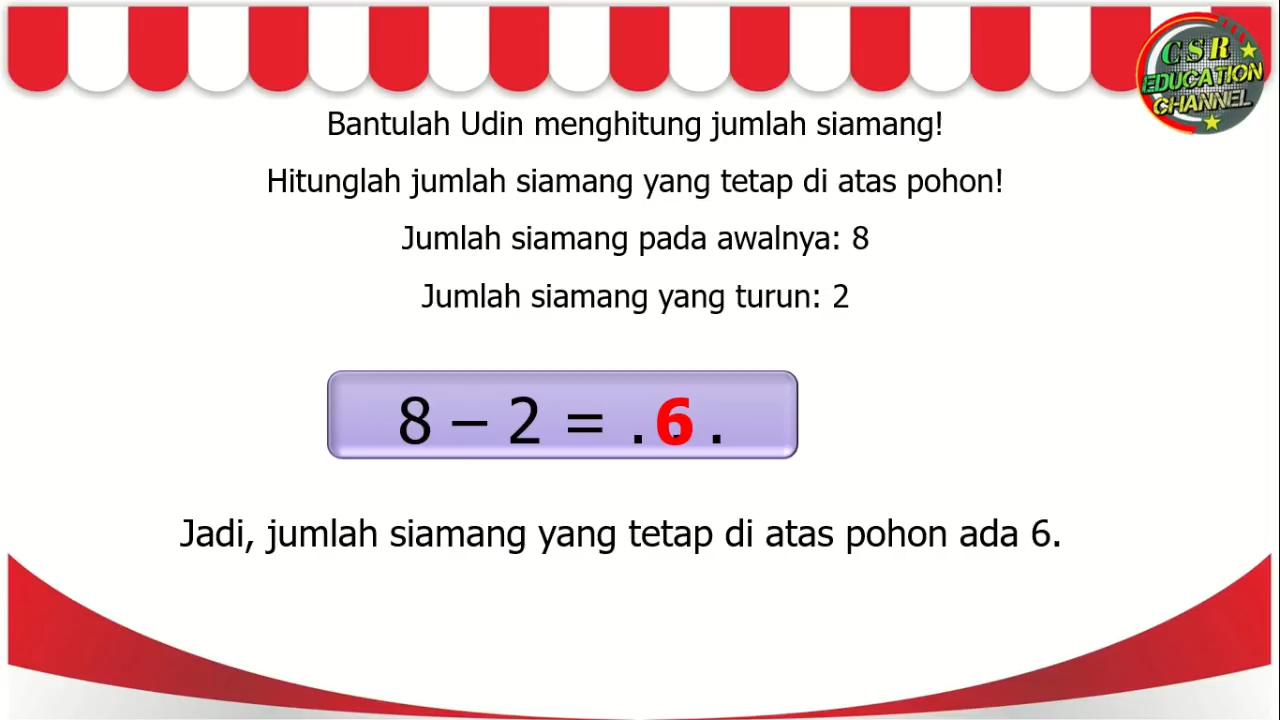 CSR
EDUCATION
CHANNEL
Bantulah Udin menghitung jumlah siamang!
Hitunglah jumlah siamang yang tetap di atas pohon!
Jumlah siamang pada awalnya: 8
Jumlah siamang yang turun: 2
8 – 2 = . 6 .
Jadi, jumlah siamang yang tetap di atas pohon ada 6.